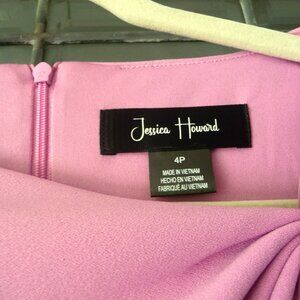 Jessica Howard
4P
MADE IN VIETNAM
HECHO EN VIETNAM
FABRIQUÉ AU VIETNAM